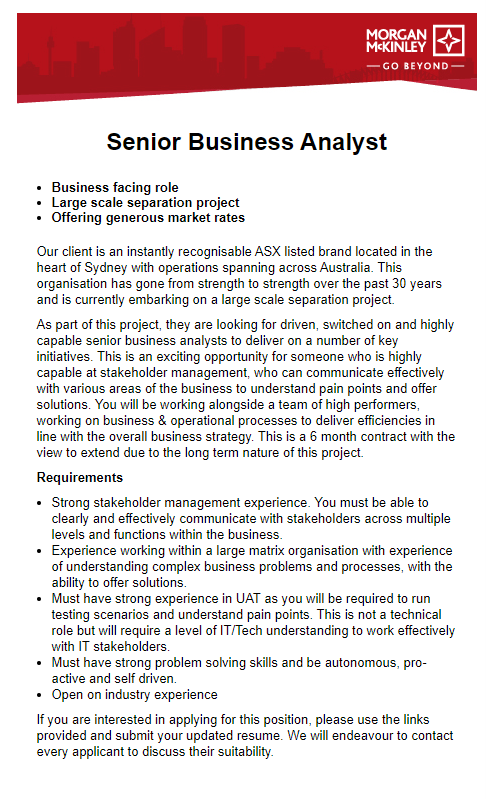 MORGAN
McKINLEY
GO BEYOND
Senior Business Analyst
• Business facing role
• Large scale separation project
• Offering generous market rates
Our client is an instantly recognisable ASX listed brand located in the
heart of Sydney with operations spanning across Australia. This
organisation has gone from strength to strength over the past 30 years
and is currently embarking on a large scale separation project.
As part of this project, they are looking for driven, switched on and highly
capable senior business analysts to deliver on a number of key
initiatives. This is an exciting opportunity for someone who is highly
capable at stakeholder management, who can communicate effectively
with various areas of the business to understand pain points and offer
solutions. You will be working alongside a team of high performers,
working on business & operational processes to deliver efficiencies in
line with the overall business strategy. This is a 6 month contract with the
view to extend due to the long term nature of this project.
Requirements
• Strong stakeholder management experience. You must be able to
clearly and effectively communicate with stakeholders across multiple
levels and functions within the business.
• Experience working within a large matrix organisation with experience
of understanding complex business problems and processes, with the
ability to offer solutions.
• Must have strong experience in UAT as you will be required to run
testing scenarios and understand pain points. This is not a technical
role but will require a level of IT/Tech understanding to work effectively
with IT stakeholders.
• Must have strong problem solving skills and be autonomous, pro-
active and self driven.
• Open on industry experience
If you are interested in applying for this position, please use the links
provided and submit your updated resume. We will endeavour to contact
every applicant to discuss their suitability.